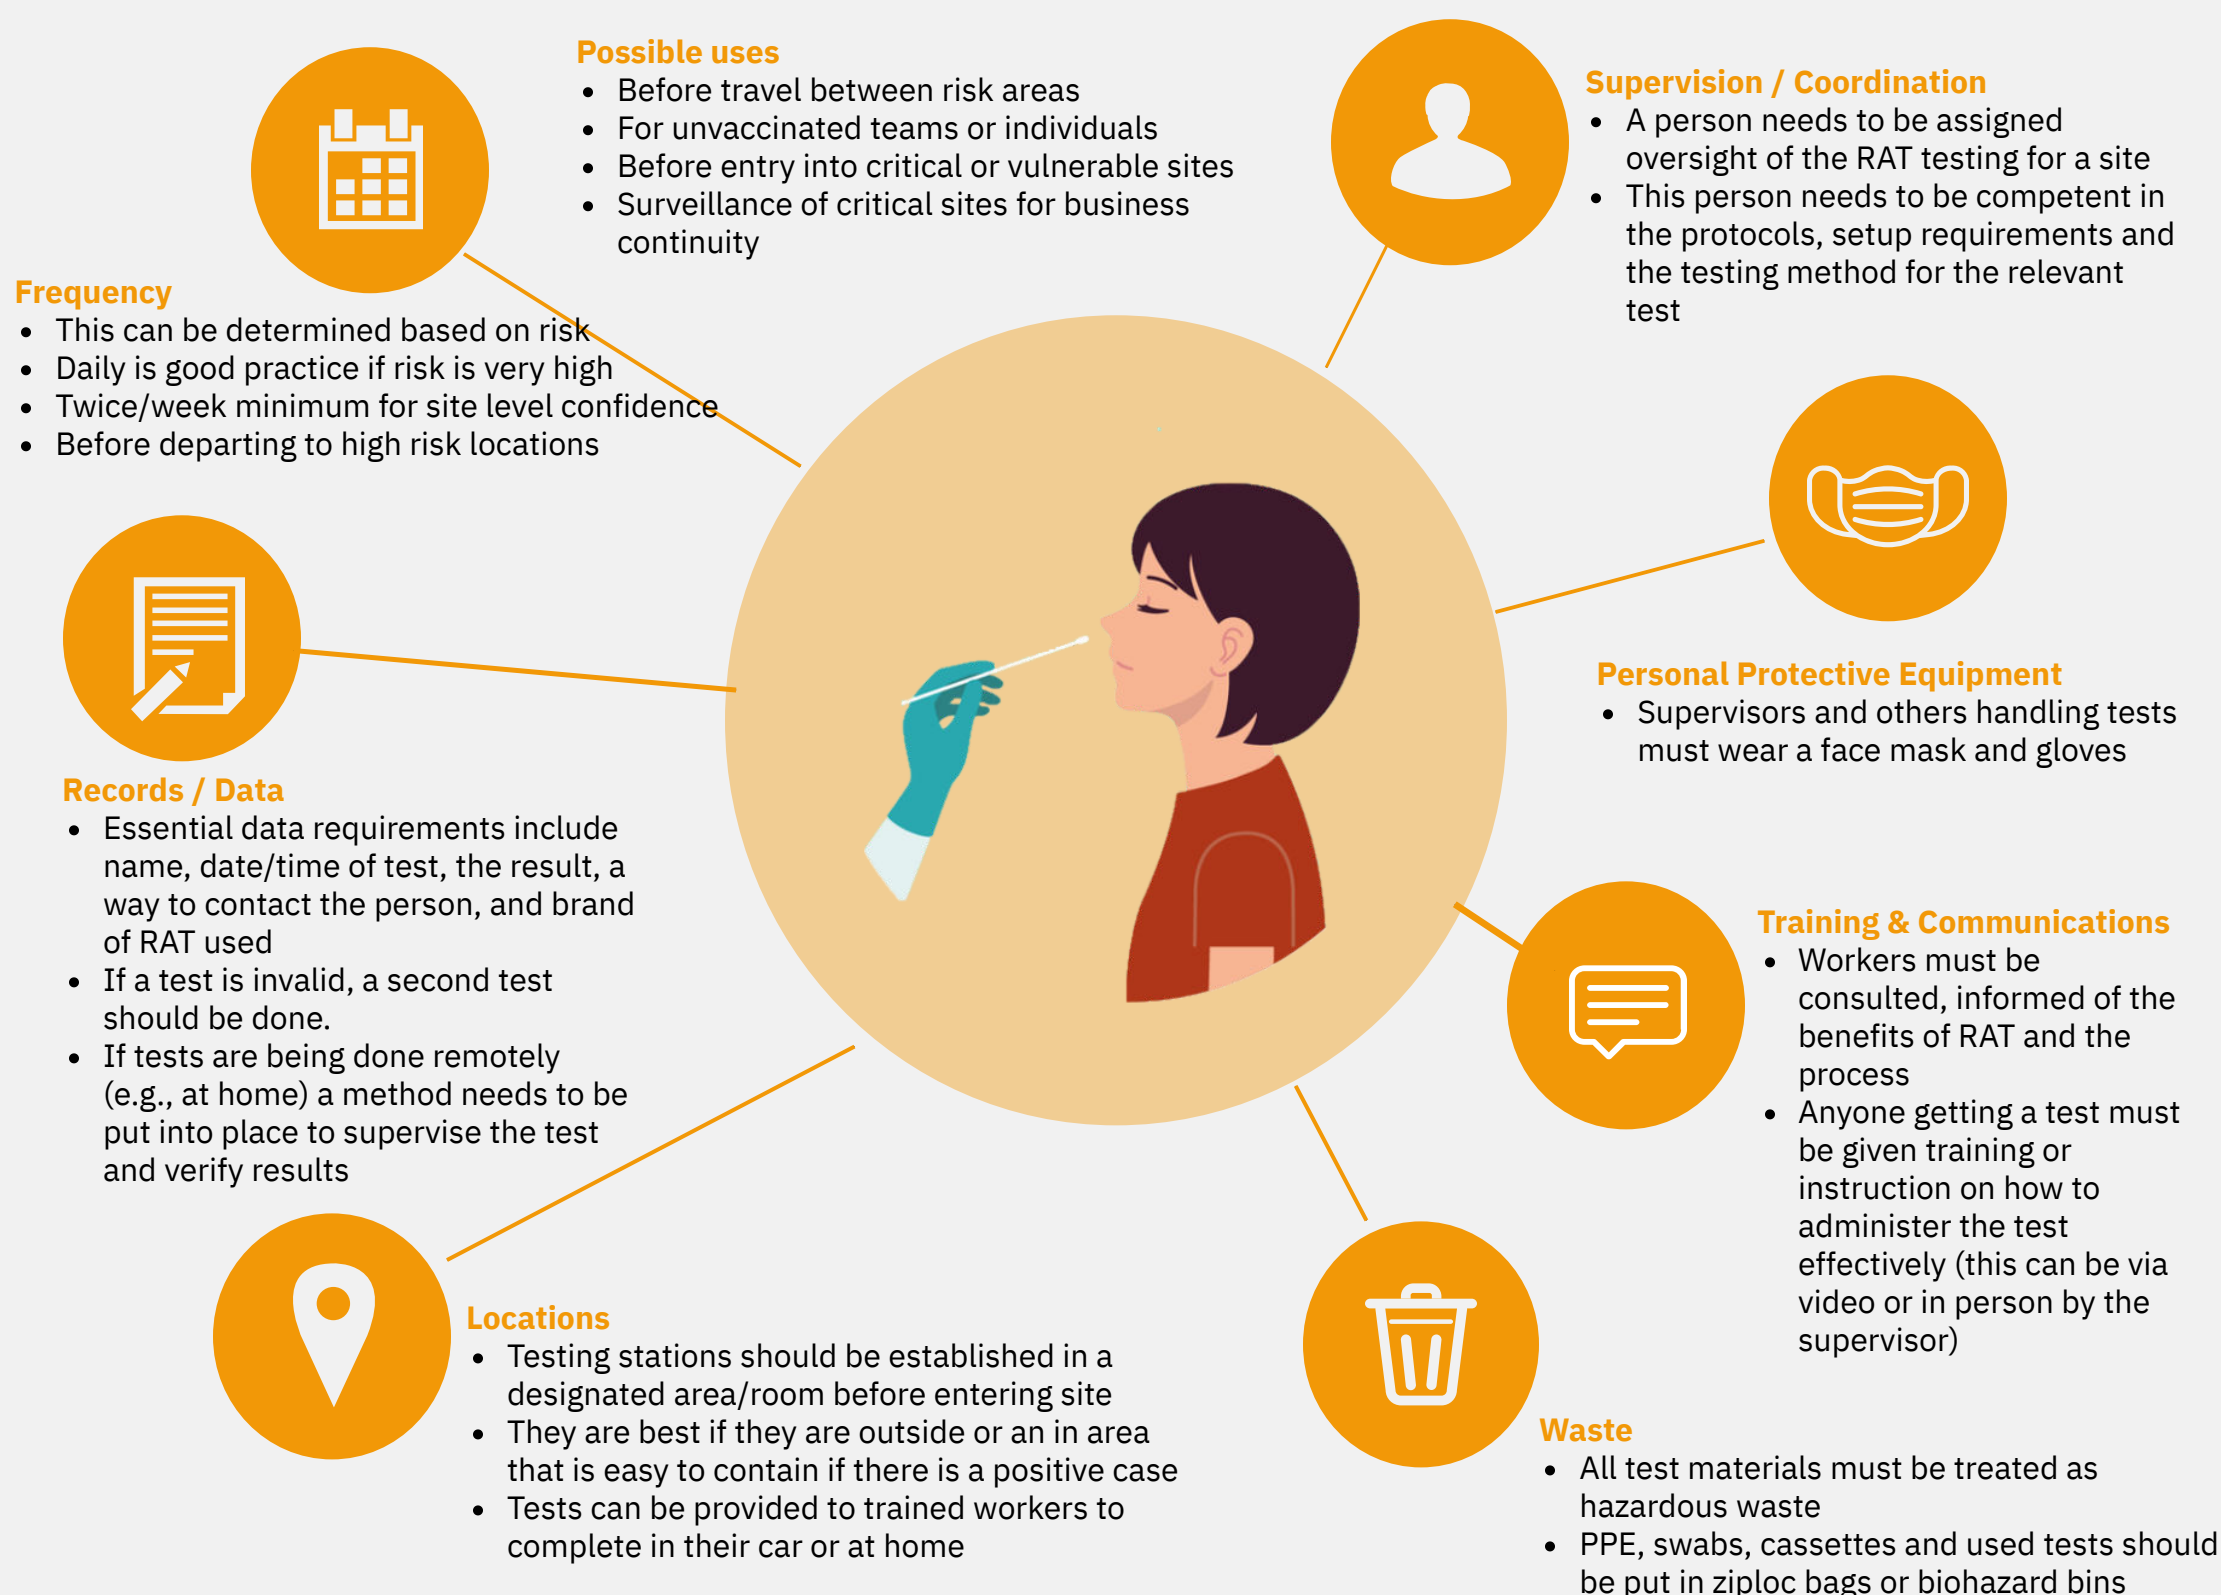 Possible uses
• Before travel between risk areas
• For unvaccinated teams or individuals
• Before entry into critical or vulnerable sites
• Surveillance of critical sites for business
continuity
Supervision / Coordination
• A person needs to be assigned
oversight of the RAT testing for a site
• This person needs to be competent in
the protocols, setup requirements and
the testing method for the relevant
test
Frequency
• This can be determined based on risk
• Daily is good practice if risk is very high
• Twice/week minimum for site level confidence
• Before departing to high risk locations
Personal Protective Equipment
• Supervisors and others handling tests
must wear a face mask and gloves
Records / Data
• Essential data requirements include
name, date/time of test, the result, a
way to contact the person, and brand
of RAT used
• If a test is invalid, a second test
should be done.
• If tests are being done remotely
(e.g., at home) a method needs to be
put into place to supervise the test
and verify results
Training & Communications
• Workers must be
consulted, informed of the
benefits of RAT and the
process
• Anyone getting a test must
be given training or
instruction on how to
administer the test
effectively (this can be via
video or in person by the
supervisor)
Locations
• Testing stations should be established in a
designated area/room before entering site
• They are best if they are outside or an in area
that is easy to contain if there is a positive case
• Tests can be provided to trained workers to
complete in their car or at home
Waste
• All test materials must be treated as
hazardous waste
• PPE, swabs, cassettes and used tests should
be put in ziploc bags or biohazard bins